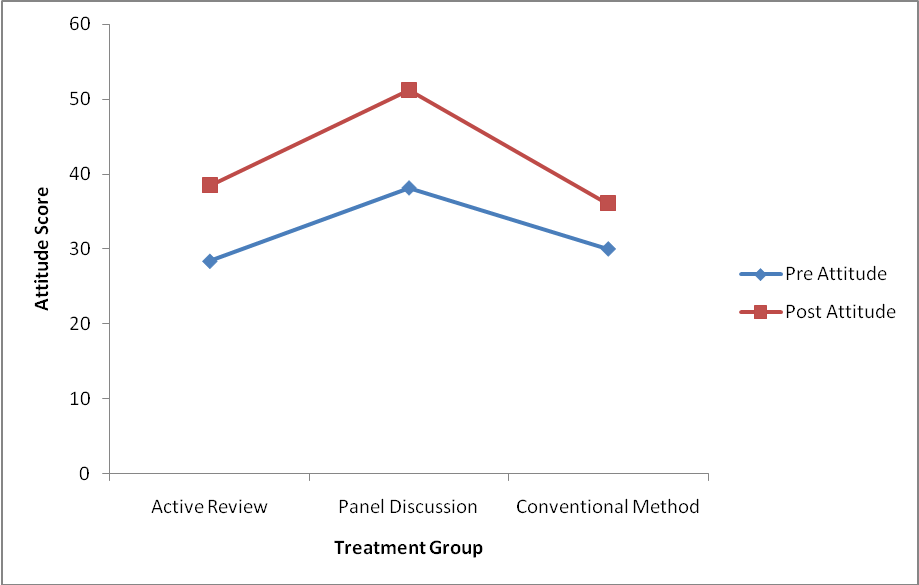 60
50
40
30
20
10
0
Attitude Score
Active Review
Panel Discussion
Conventional Method
Treatment Group
Pre Attitude
Post Attitude